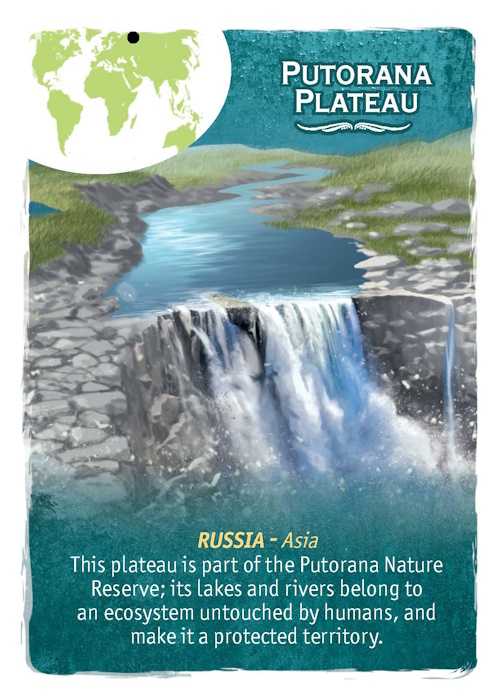 PUTORANA
PLATEAU
RUSSIA - Asia
This plateau is part of the Putorana Nature
Reserve; its lakes and rivers belong to
an ecosystem untouched by humans, and
make it a protected territory.